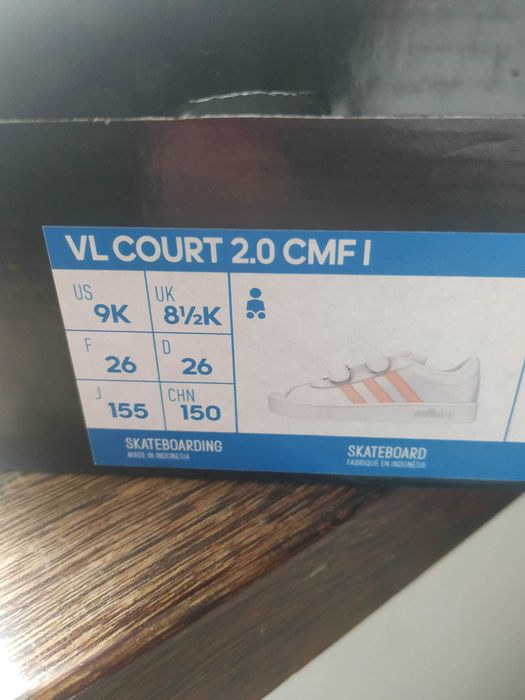 VL COURT 2.0 CMF I
US 9K UK 8½K
F 26 D 26
J 155 CHN 150
SKATEBOARDING SKATEBOARD
MADE IN INDONESIA FABRIQUÉ EN INDONÉSIE